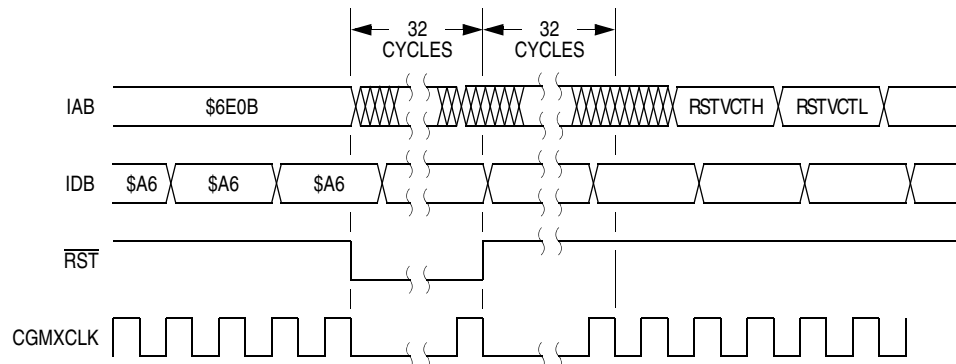 32 CYCLES
32 CYCLES
IAB $6E0B RSTVCTH RSTVCTL
IDB $A6 $A6 $A6
RST
CGMXCLK